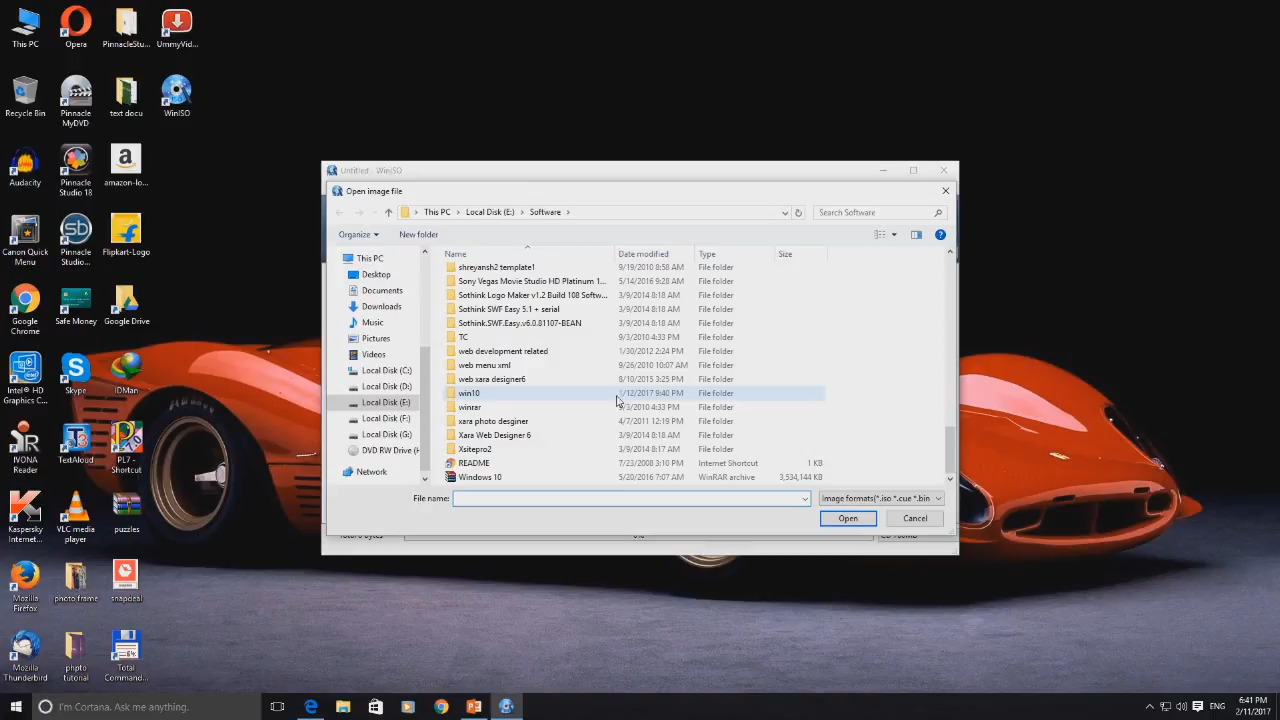 This PC
Opera
PinnacleStu...
UmmyVid...
Recycle Bin
Pinnacle
MyDVD
text docu
WinISO
Audacity
Pinnacle
Studio 18
amazon-lo...
Canon Quick
Menu
Pinnacle
Studio...
Flipkart-Logo
Google
Chrome
Safe Money
Google Drive
Intel® HD
Graphics C...
Skype
IDMan
IVONA
Reader
TextAloud
PL7 -
Shortcut
Kaspersky
Internet ...
VLC media
player
puzzles
Mozilla
Firefox
photo frame
snapdeal
Mozilla
Thunderbird
phpto
tutorial
Total
Command...
Untitled - WinISO
Open image file
This PC > Local Disk (E:) > Software >
Search Software
Organize
New folder
This PC
Desktop
Documents
Downloads
Music
Pictures
Videos
Local Disk (C:)
Local Disk (D:)
Local Disk (E:)
Local Disk (F:)
Local Disk (G:)
DVD RW Drive (H
Network
Name Date modified Type Size
shreyansh2 template1 9/19/2010 8:58 AM File folder
Sony Vegas Movie Studio HD Platinum 1... 5/14/2016 9:28 AM File folder
Sothink Logo Maker v1.2 Build 108 Softw... 3/9/2014 8:18 AM File folder
Sothink SWF Easy 5.1 + serial 3/9/2014 8:18 AM File folder
Sothink.SWF.Easy.v6.0.81107-BEAN 3/9/2014 8:18 AM File folder
TC 9/3/2010 4:33 PM File folder
web development related 1/30/2012 2:24 PM File folder
web menu xml 9/26/2010 10:07 AM File folder
web xara designer6 8/10/2015 3:25 PM File folder
win10 1/12/2017 9:40 PM File folder
winrar 9/3/2010 4:33 PM File folder
xara photo desginer 4/7/2011 12:19 PM File folder
Xara Web Designer 6 3/9/2014 8:18 AM File folder
Xsitepro2 3/9/2014 8:17 AM File folder
README 7/23/2008 3:10 PM Internet Shortcut 1 KB
Windows 10 5/20/2016 7:07 AM WinRAR archive 3,534,144 KB
File name:
Image formats(*.iso *.cue *.bin
Open
Cancel
I'm Cortana. Ask me anything.
ENG
6:41 PM
2/11/2017